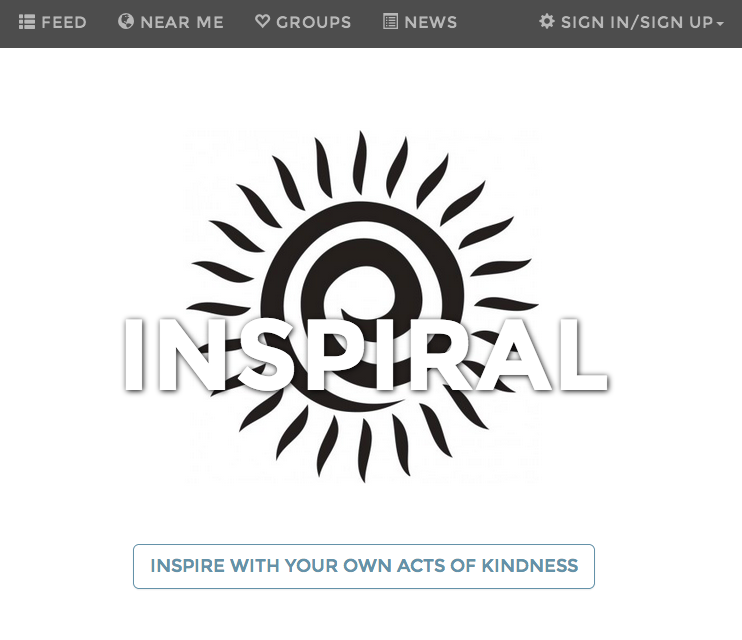 FEED NEAR ME GROUPS NEWS SIGN IN/SIGN UP
INSPIRAL
INSPIRE WITH YOUR OWN ACTS OF KINDNESS